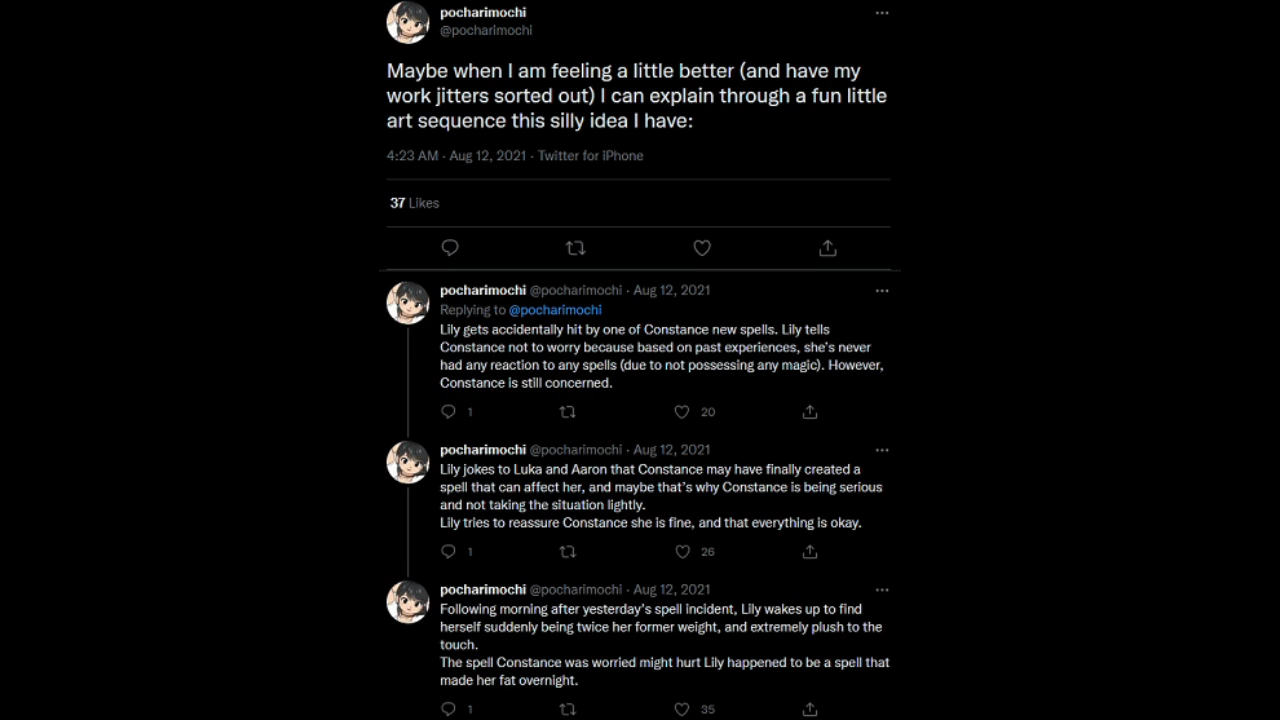 pocharimochi
@pocharimochi
Maybe when I am feeling a little better (and have my
work jitters sorted out) I can explain through a fun little
art sequence this silly idea I have:
4:23 AM · Aug 12, 2021 · Twitter for iPhone
37 Likes
pocharimochi @pocharimochi · Aug 12, 2021
Replying to @pocharimochi
Lily gets accidentally hit by one of Constance new spells. Lily tells
Constance not to worry because based on past experiences, she's never
had any reaction to any spells (due to not possessing any magic). However,
Constance is still concerned.
1 20
pocharimochi @pocharimochi · Aug 12, 2021
Lily jokes to Luka and Aaron that Constance may have finally created a
spell that can affect her, and maybe that's why Constance is being serious
and not taking the situation lightly.
Lily tries to reassure Constance she is fine, and that everything is okay.
1 26
pocharimochi @pocharimochi · Aug 12, 2021
Following morning after yesterday's spell incident, Lily wakes up to find
herself suddenly being twice her former weight, and extremely plush to the
touch.
The spell Constance was worried might hurt Lily happened to be a spell that
made her fat overnight.
1 35